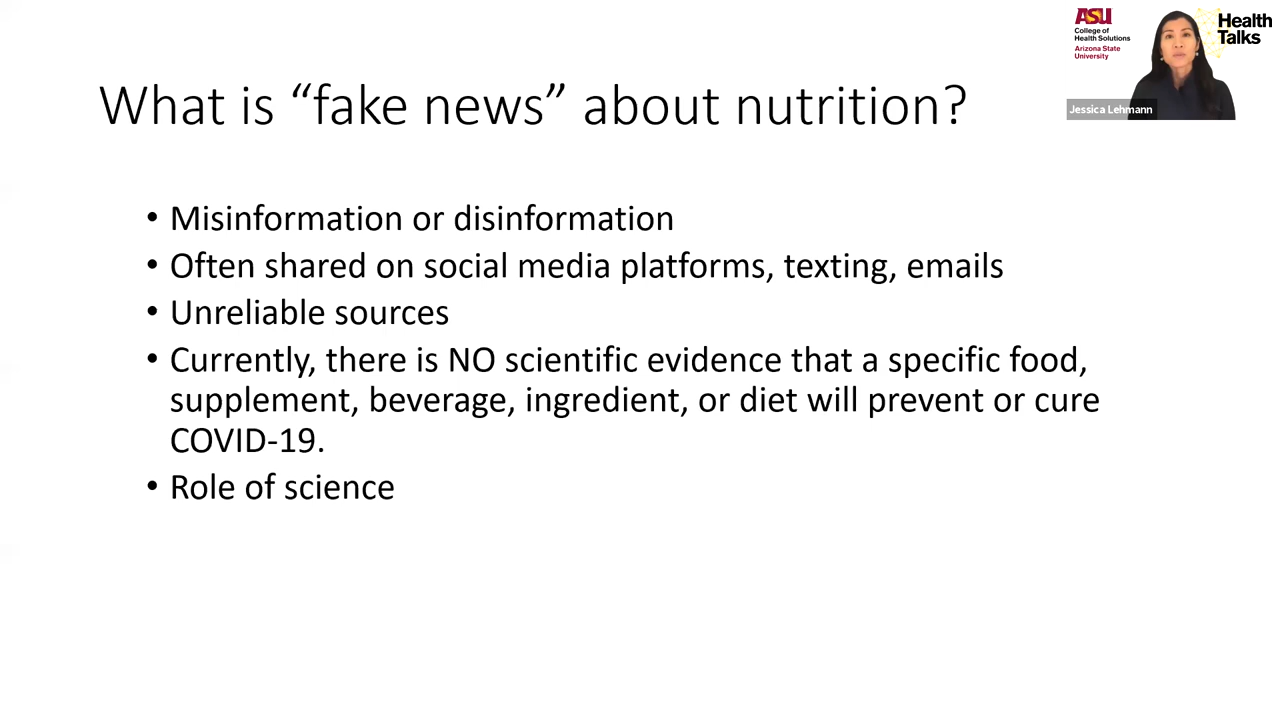 ASU
College of
Health Solutions
Arizona State
University
Health
Talks
Jessica Lehmann
What is “fake news” about nutrition?
• Misinformation or disinformation
• Often shared on social media platforms, texting, emails
• Unreliable sources
• Currently, there is NO scientific evidence that a specific food,
supplement, beverage, ingredient, or diet will prevent or cure
COVID-19.
• Role of science